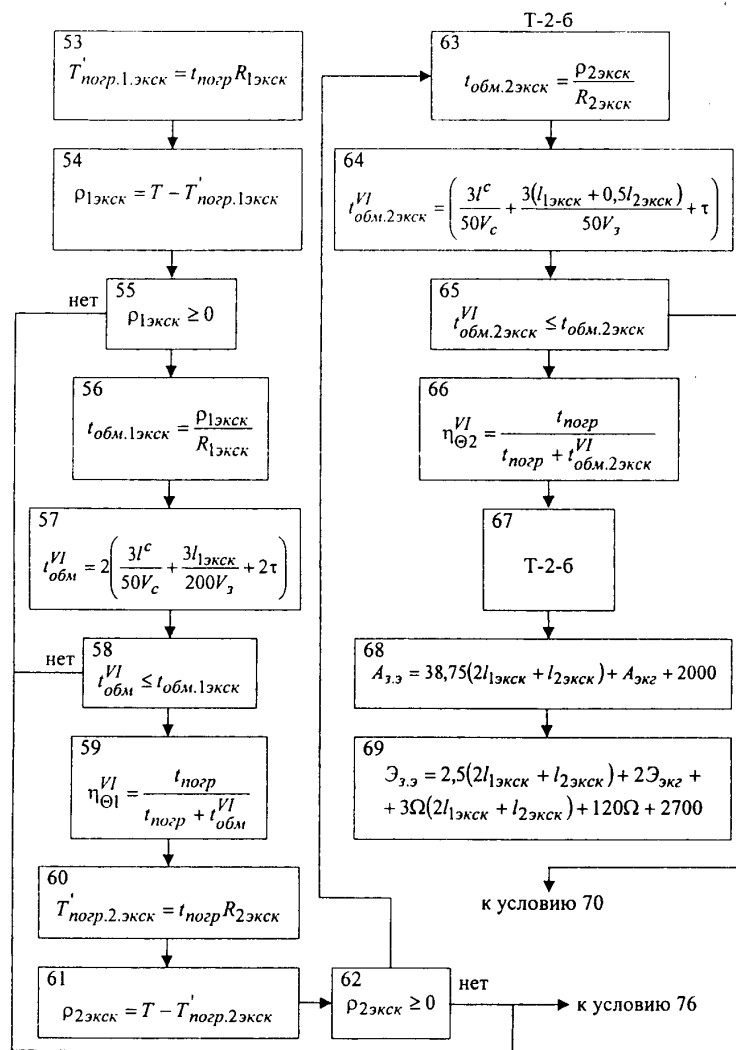 53
T'погр.1.экск = tпогр R1экск
54
ρ1экск = T − T'погр.1экск
нет
55
ρ1экск ≥ 0
56
tобм.1экск = ρ1экск / R1экск
57
t^VI обм = 2(3l^c / 50Vc + 3l1экск / 200Vз + 2τ)
нет
58
t^VI обм ≤ tобм.1экск
59
η^VI Θ1 = tпогр / (tпогр + t^VI обм)
60
T'погр.2.экск = tпогр R2экск
61
ρ2экск = T − T'погр.2экск
62
ρ2экск ≥ 0
нет
к условию 76
Т-2-б
63
tобм.2экск = ρ2экск / R2экск
64
t^VI обм.2экск = (3l^c / 50Vc + 3(l1экск + 0,5l2экск) / 50Vз + τ)
65
t^VI обм.2экск ≤ tобм.2экск
66
η^VI Θ2 = tпогр / (tпогр + t^VI обм.2экск)
67
Т-2-б
68
Aз.э = 38,75(2l1экск + l2экск) + Aэкг + 2000
69
Ээ.э = 2,5(2l1экск + l2экск) + 2Ээкг +
+ 3Ω(2l1экск + l2экск) + 120Ω + 2700
к условию 70